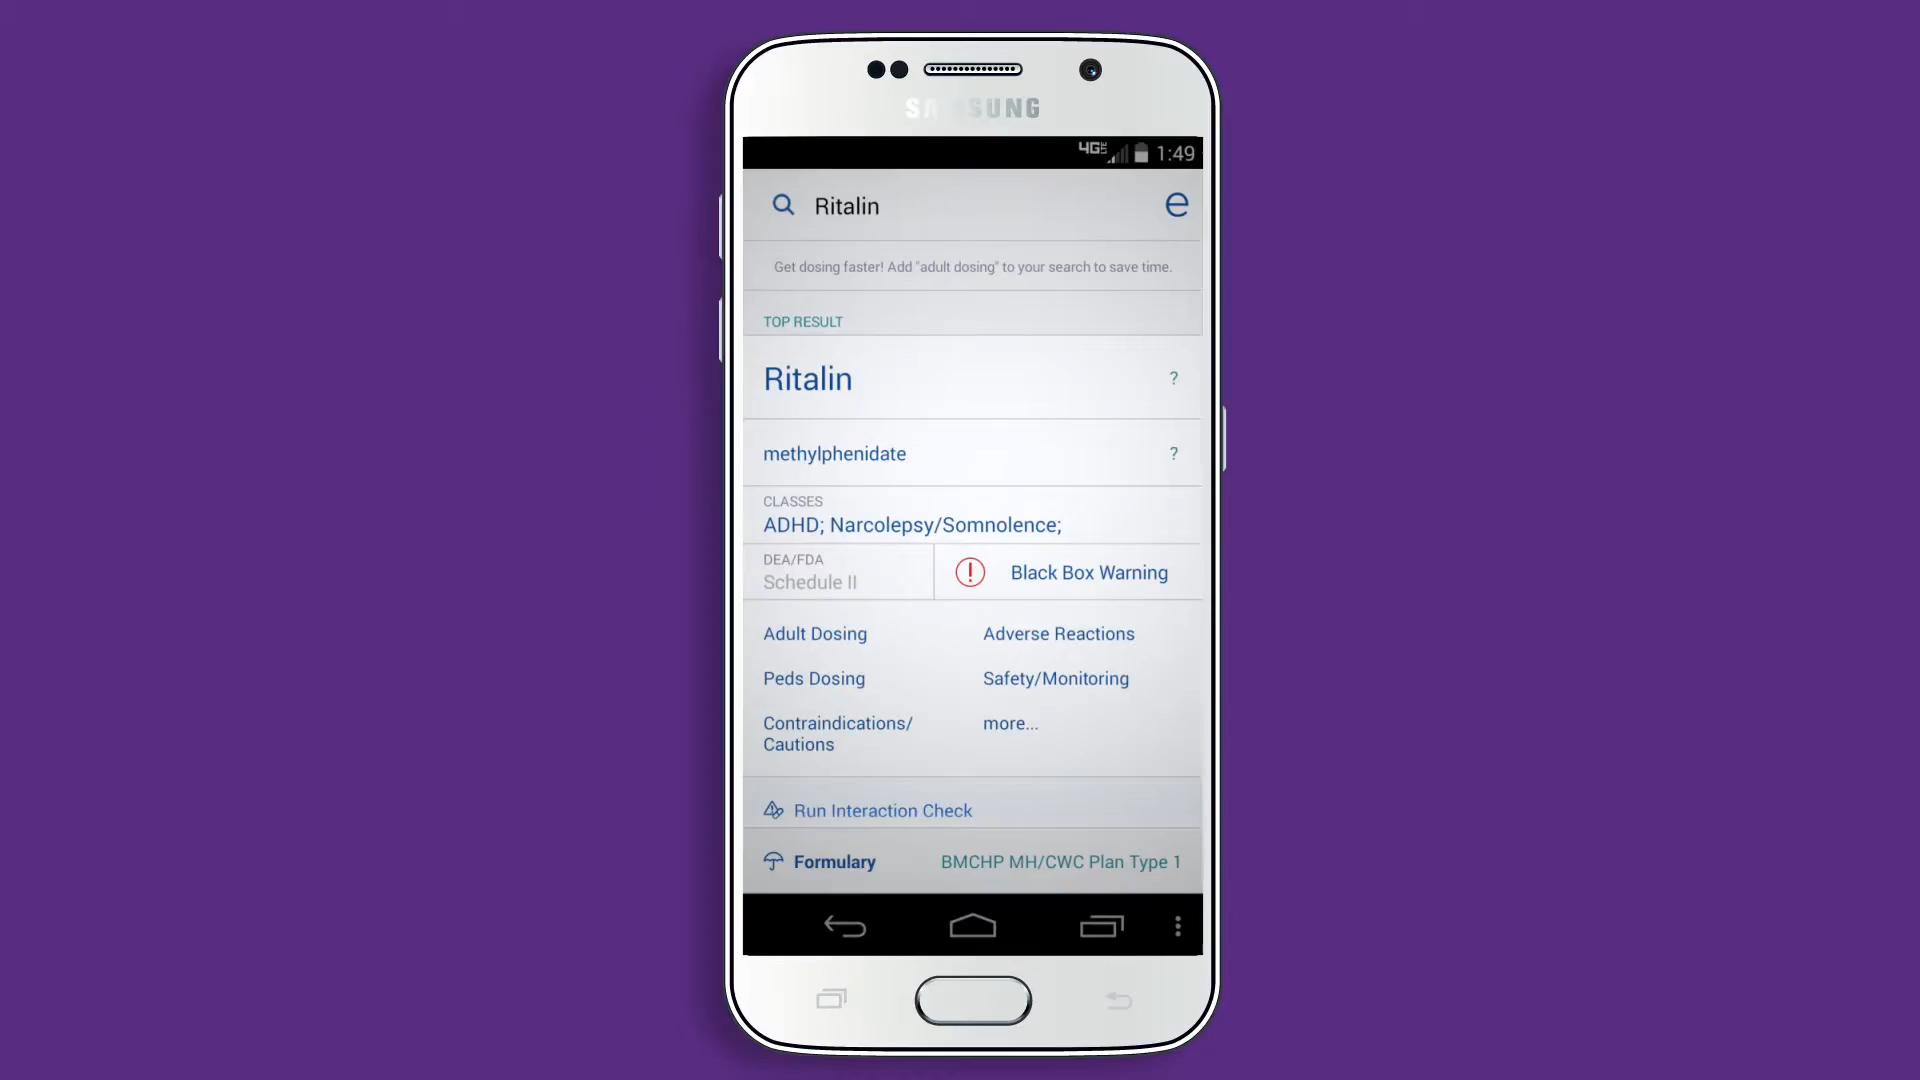 SAMSUNG
4G LTE 1:49
Ritalin e
Get dosing faster! Add "adult dosing" to your search to save time.
TOP RESULT
Ritalin ?
methylphenidate ?
CLASSES
ADHD; Narcolepsy/Somnolence;
DEA/FDA
Schedule II
Black Box Warning
Adult Dosing Adverse Reactions
Peds Dosing Safety/Monitoring
Contraindications/ more...
Cautions
Run Interaction Check
Formulary BMCHP MH/CWC Plan Type 1